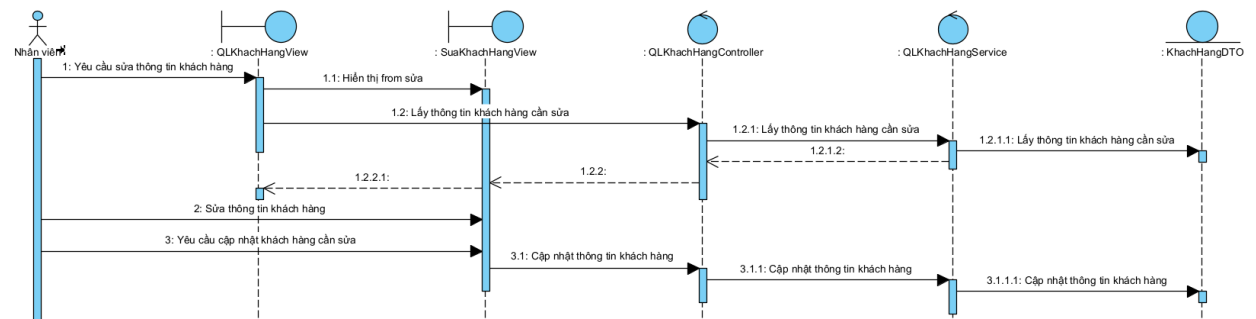 Nhân viên
: QLKhachHangView
: SuaKhachHangView
: QLKhachHangController
: QLKhachHangService
: KhachHangDTO
1: Yêu cầu sửa thông tin khách hàng
1.1: Hiển thị from sửa
1.2: Lấy thông tin khách hàng cần sửa
1.2.1: Lấy thông tin khách hàng cần sửa
1.2.1.1: Lấy thông tin khách hàng cần sửa
1.2.1.2:
1.2.2:
1.2.2.1:
2: Sửa thông tin khách hàng
3: Yêu cầu cập nhật khách hàng cần sửa
3.1: Cập nhật thông tin khách hàng
3.1.1: Cập nhật thông tin khách hàng
3.1.1.1: Cập nhật thông tin khách hàng